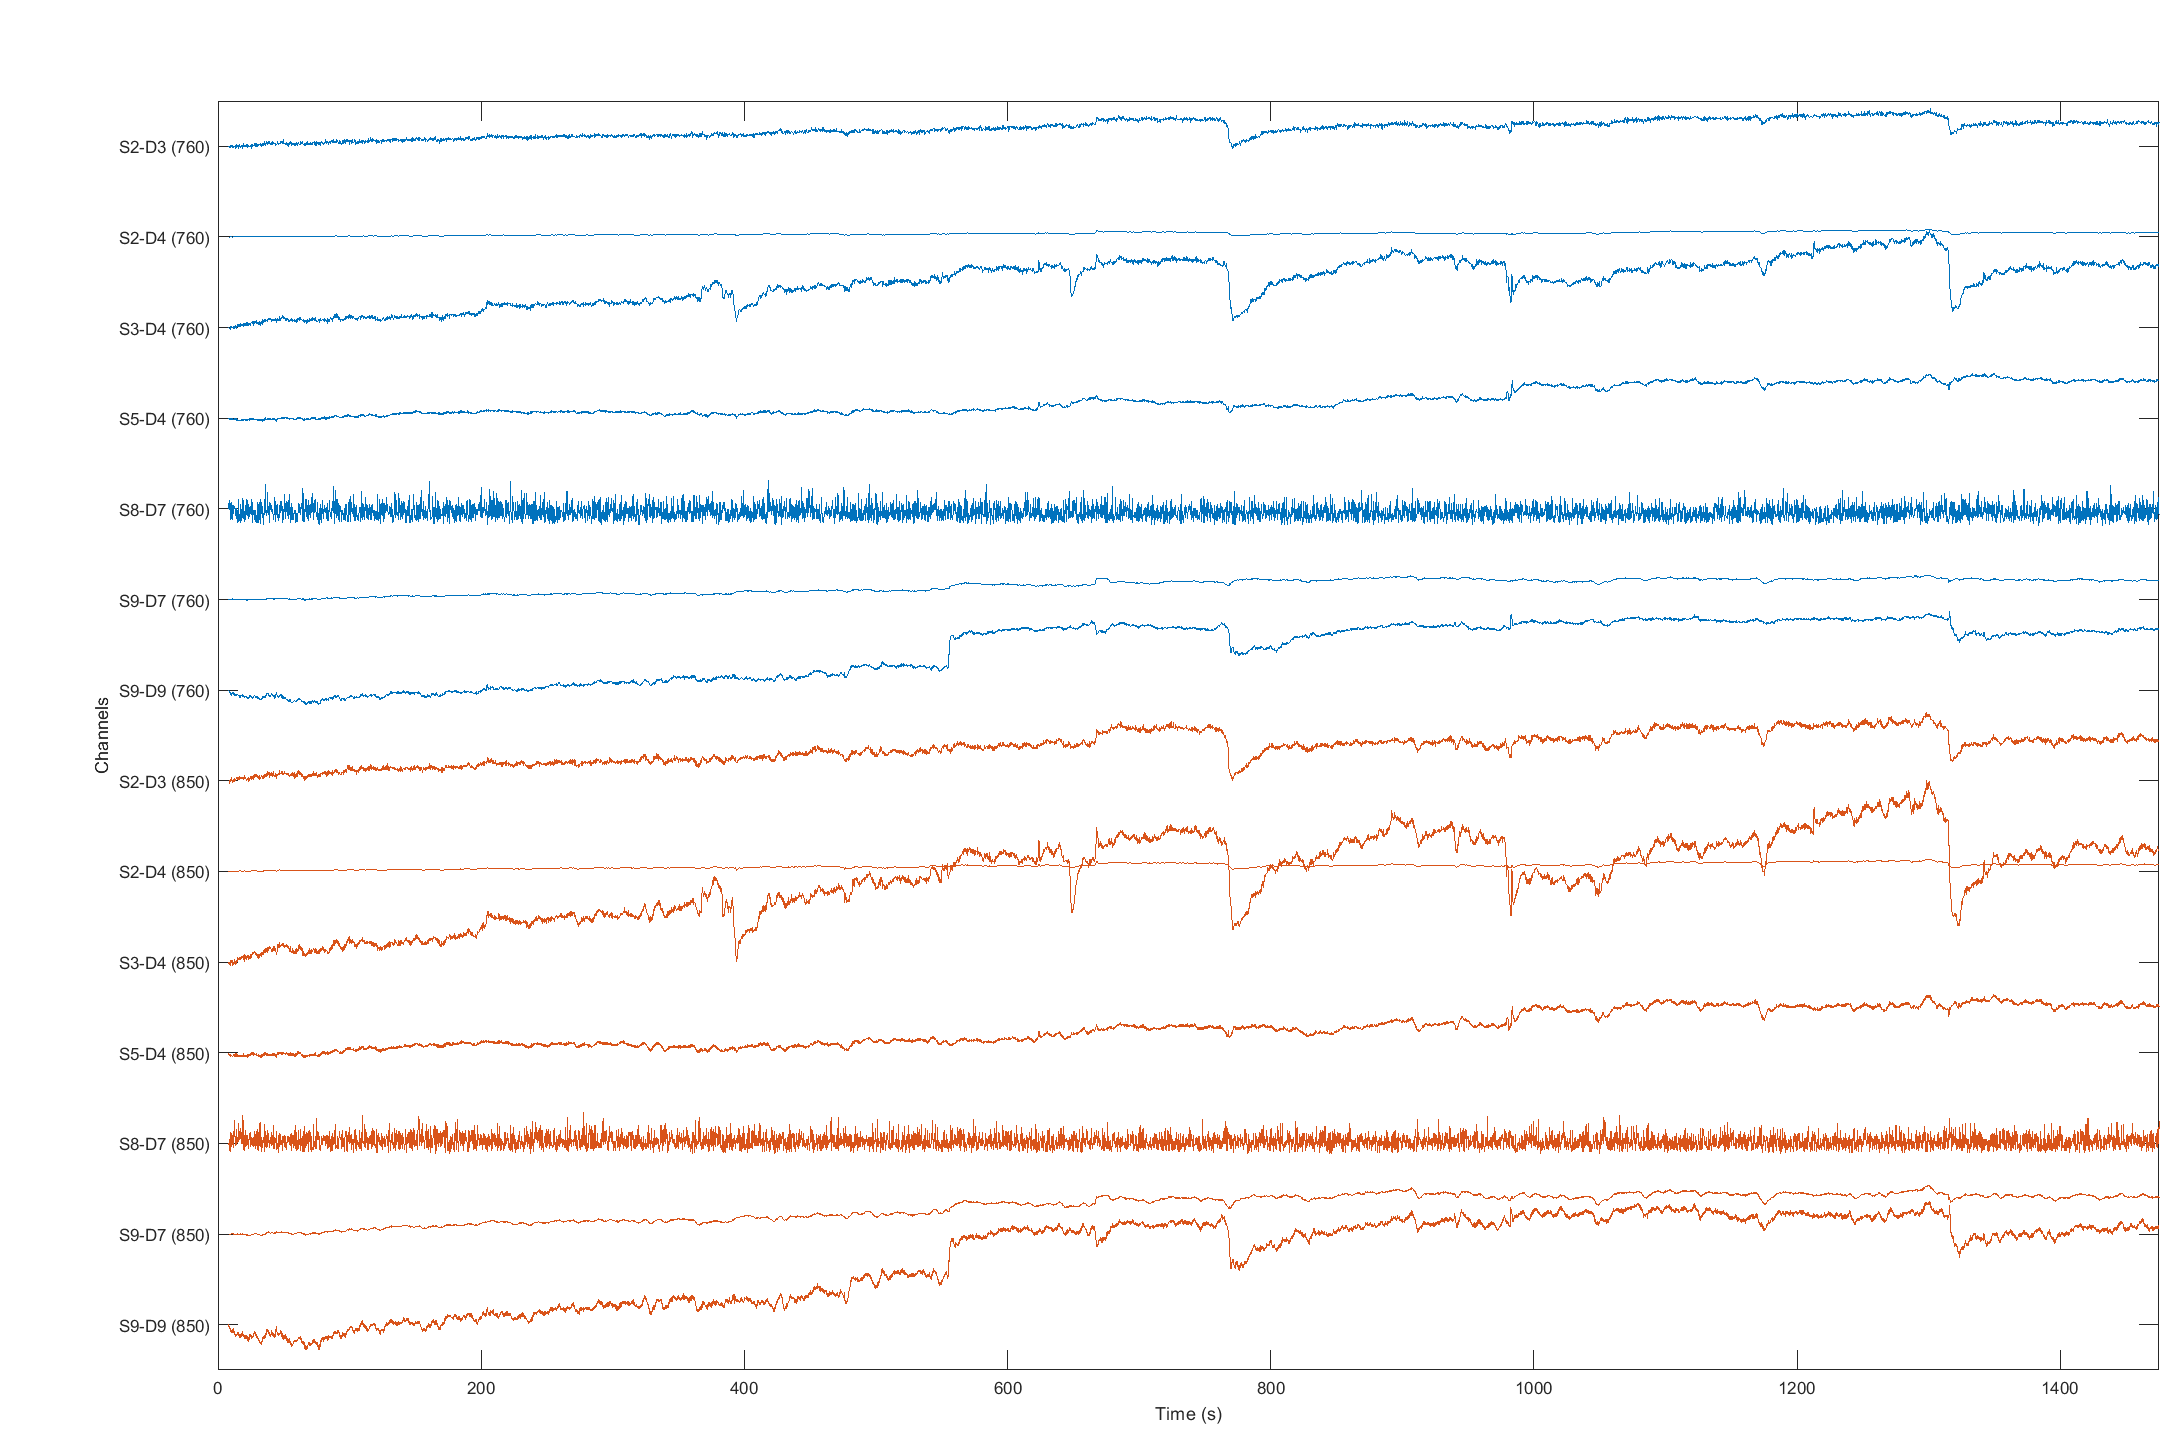 S2-D3 (760)
S2-D4 (760)
S3-D4 (760)
S5-D4 (760)
S8-D7 (760)
S9-D7 (760)
S9-D9 (760)
S2-D3 (850)
S2-D4 (850)
S3-D4 (850)
S5-D4 (850)
S8-D7 (850)
S9-D7 (850)
S9-D9 (850)
Channels
0 200 400 600 800 1000 1200 1400
Time (s)